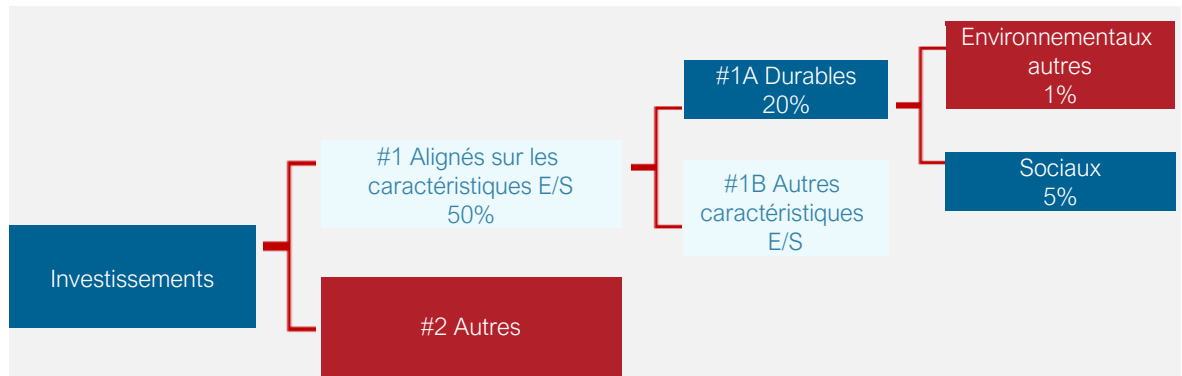 Investissements
#1 Alignés sur les
caractéristiques E/S
50%
#2 Autres
#1A Durables
20%
#1B Autres
caractéristiques
E/S
Environnementaux
autres
1%
Sociaux
5%